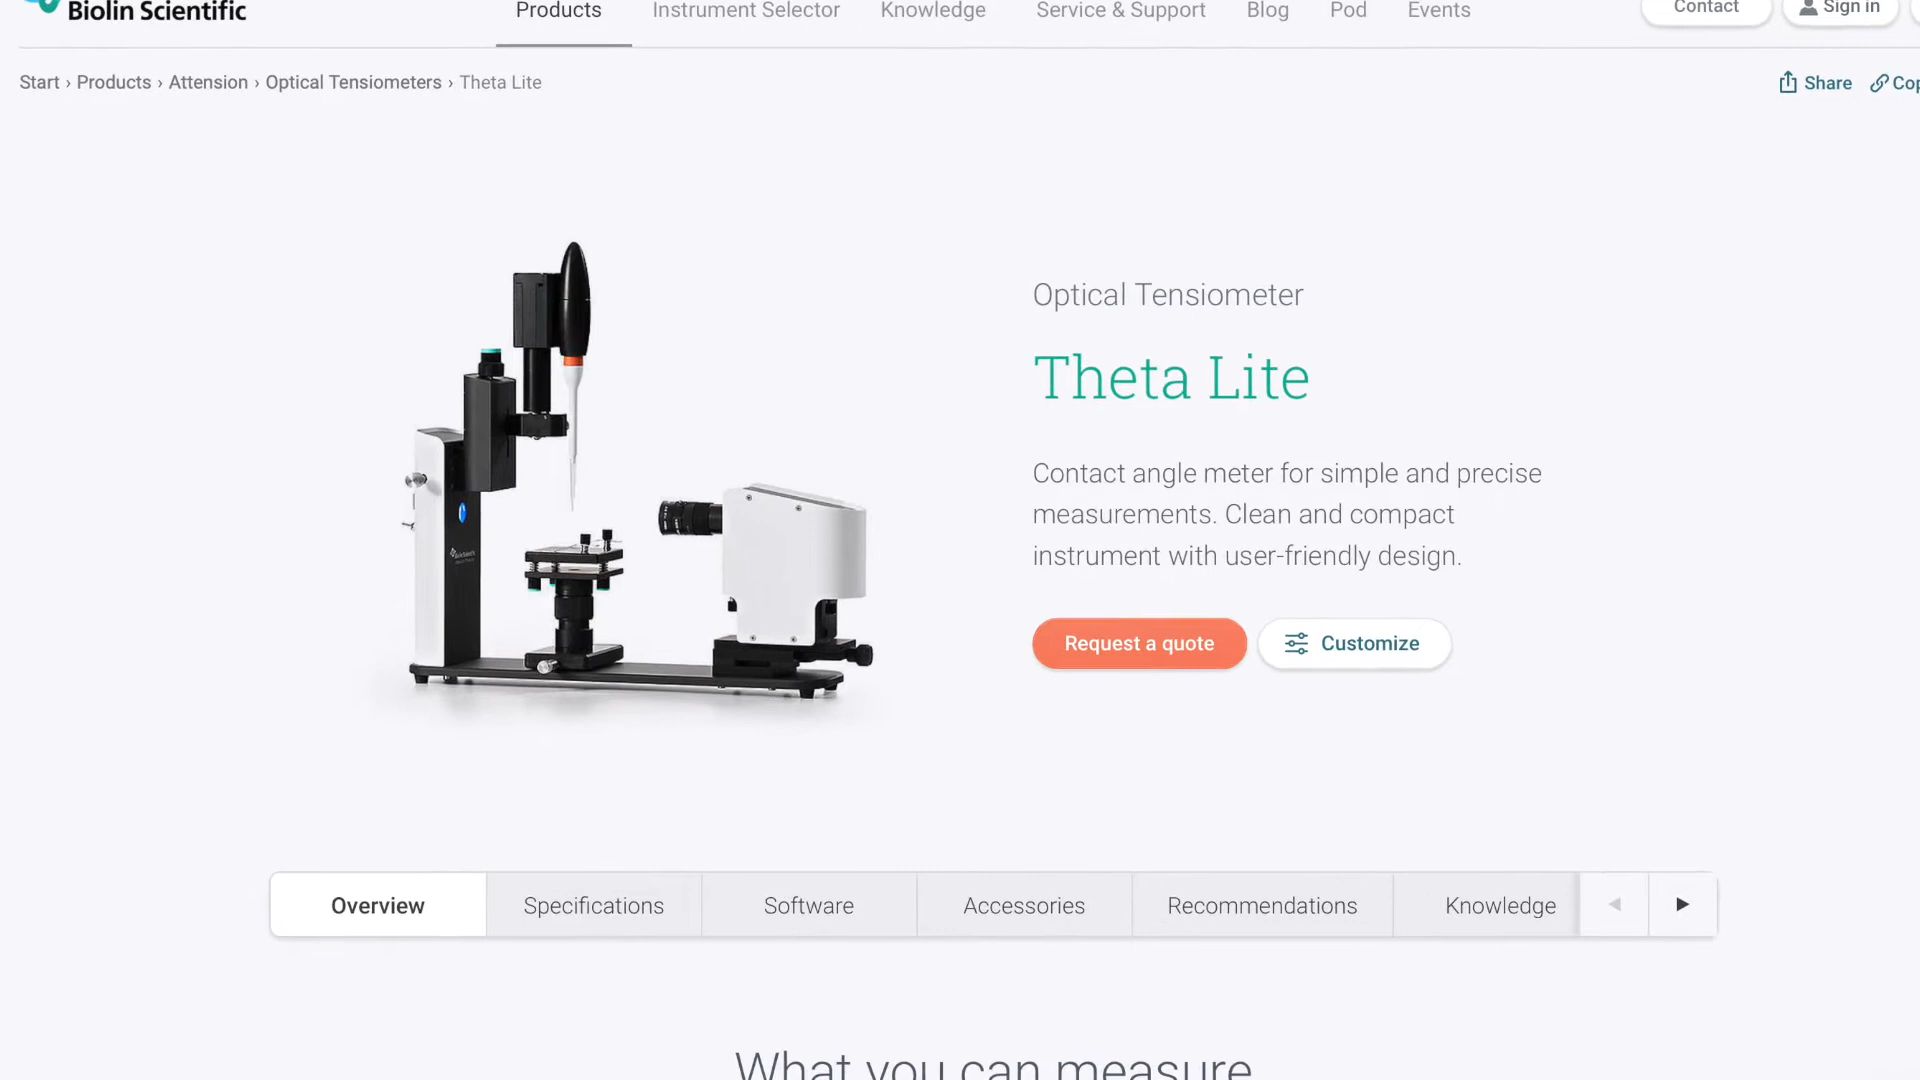 Biolin Scientific
Products
Instrument Selector
Knowledge
Service & Support
Blog
Pod
Events
Contact
Sign in
Start › Products › Attension › Optical Tensiometers › Theta Lite
Share
Optical Tensiometer
Theta Lite
Contact angle meter for simple and precise
measurements. Clean and compact
instrument with user-friendly design.
Request a quote
Customize
Overview
Specifications
Software
Accessories
Recommendations
Knowledge
What you can measure